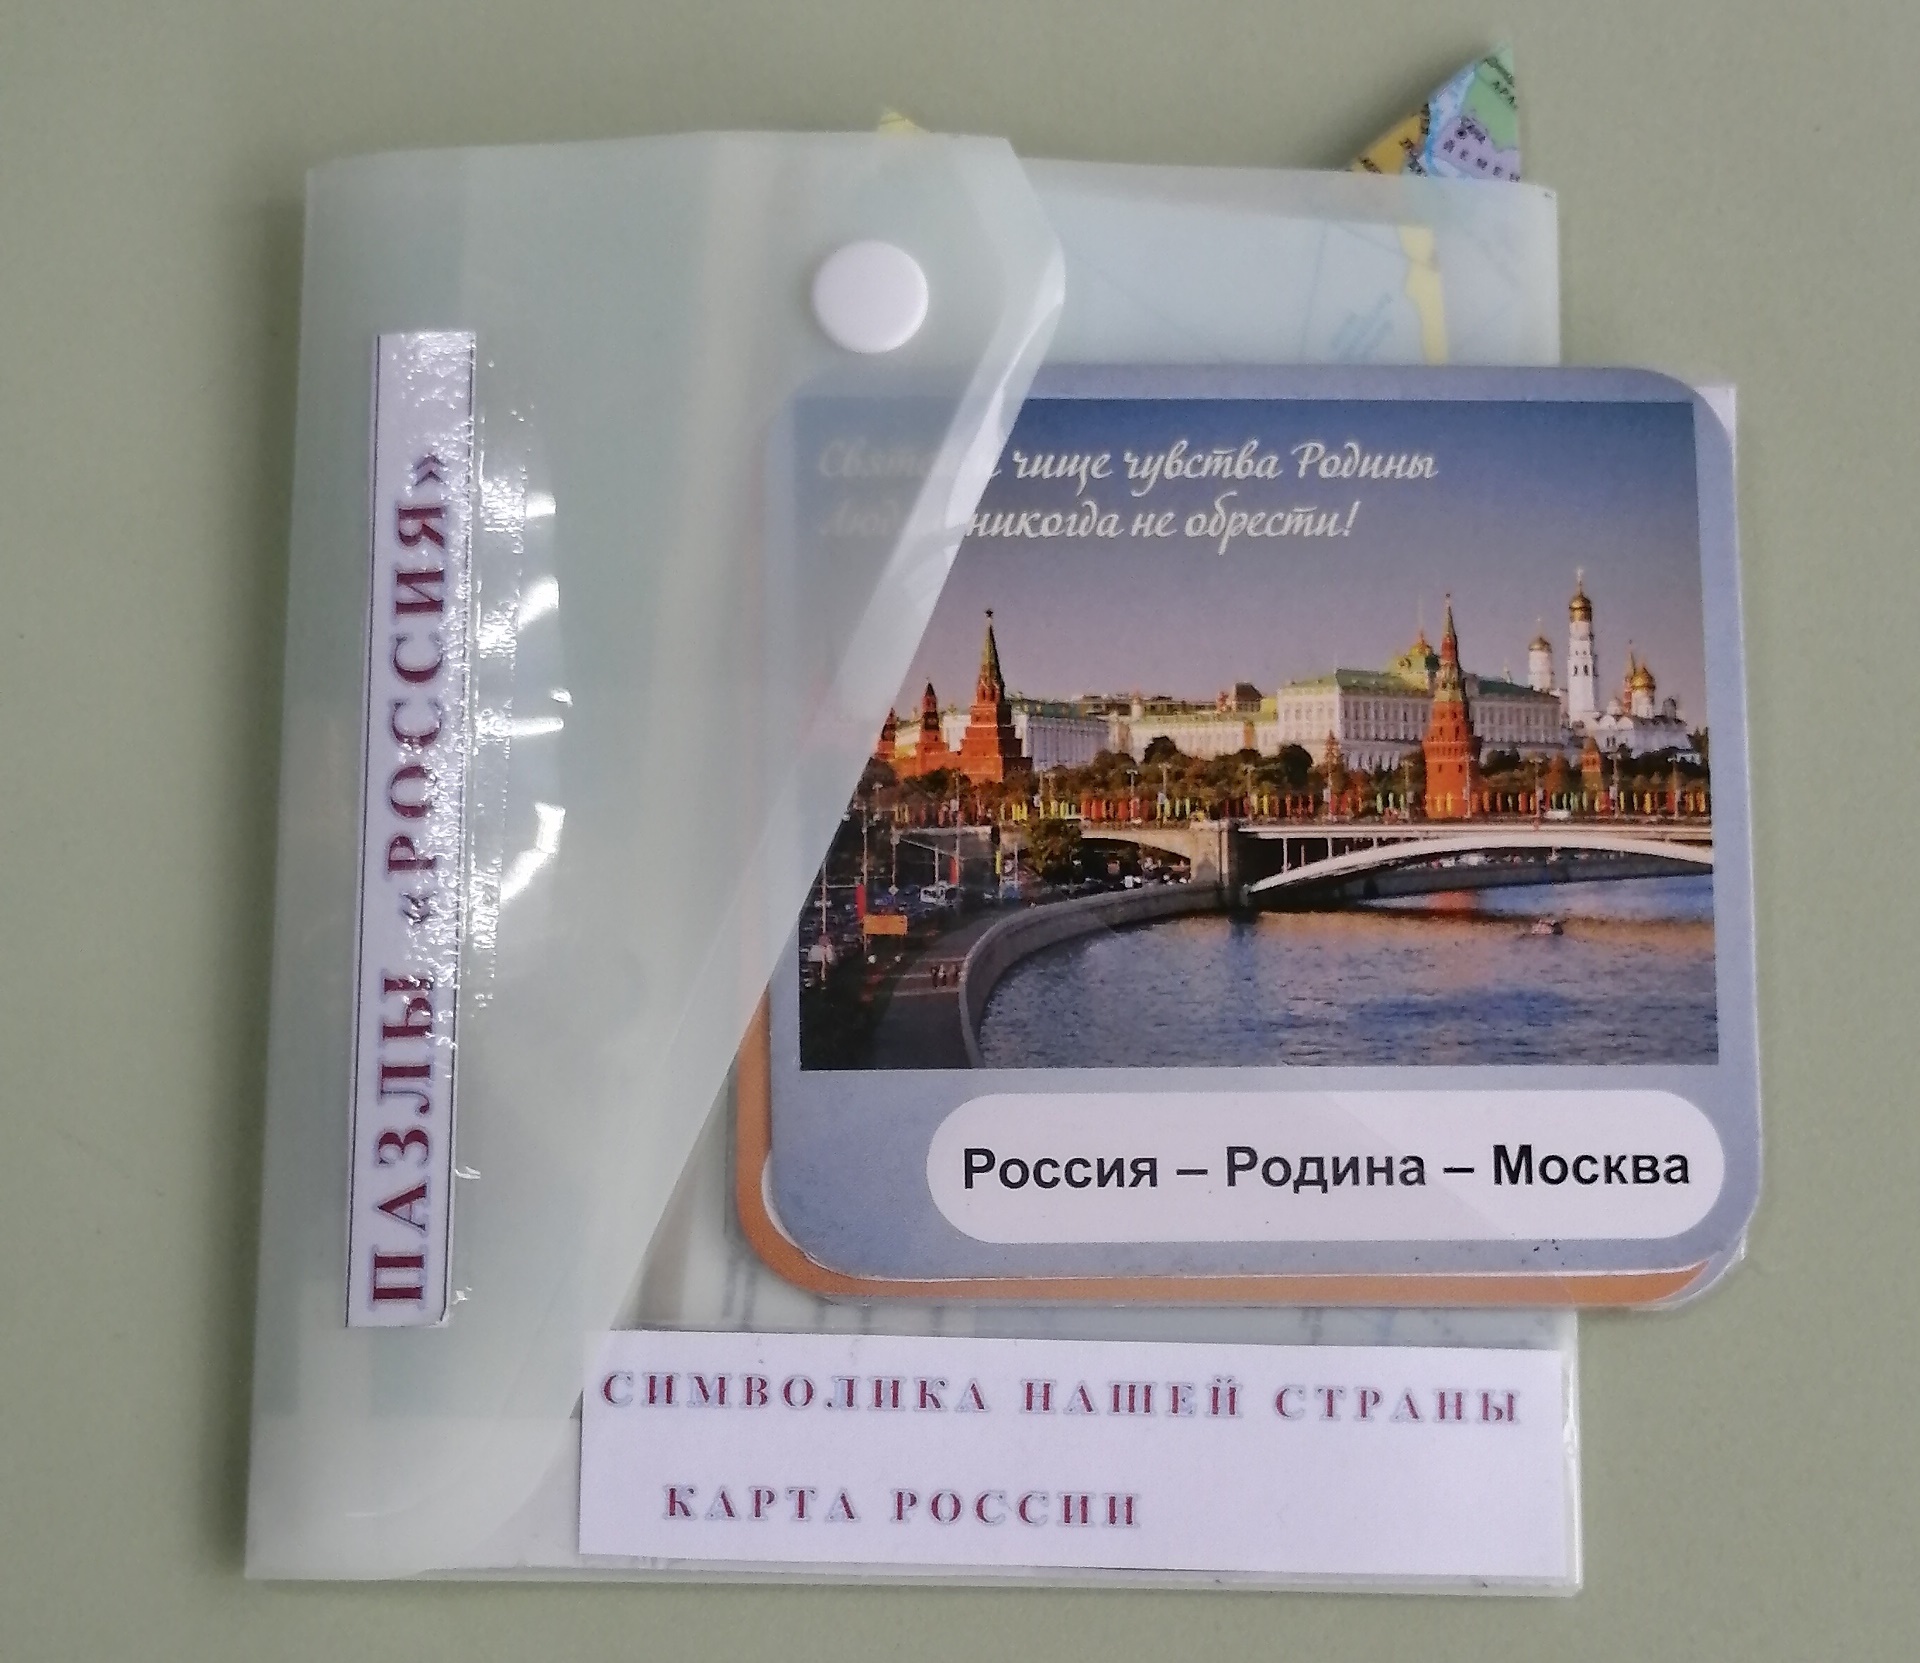 ПАЗЛЫ «РОССИЯ»
чище чувства Родины
никогда не обрести!
Россия – Родина – Москва
СИМВОЛИКА НАШЕЙ СТРАНЫ
КАРТА РОССИИ